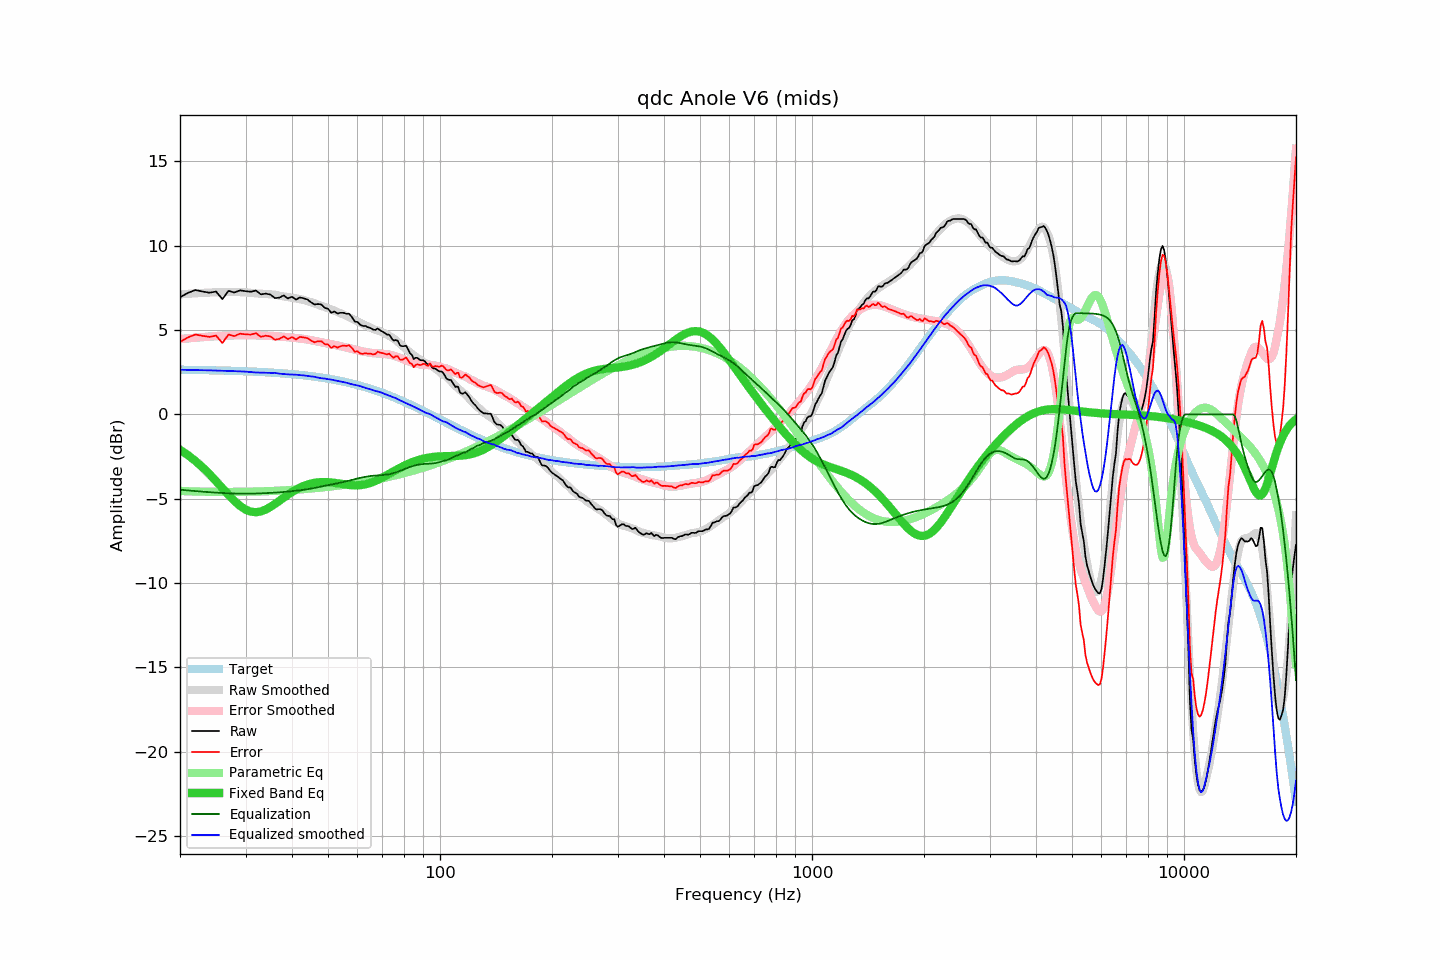 qdc Anole V6 (mids)
Amplitude (dBr)
15
10
5
0
−5
−10
−15
−20
−25
Target
Raw Smoothed
Error Smoothed
Raw
Error
Parametric Eq
Fixed Band Eq
Equalization
Equalized smoothed
100
1000
10000
Frequency (Hz)